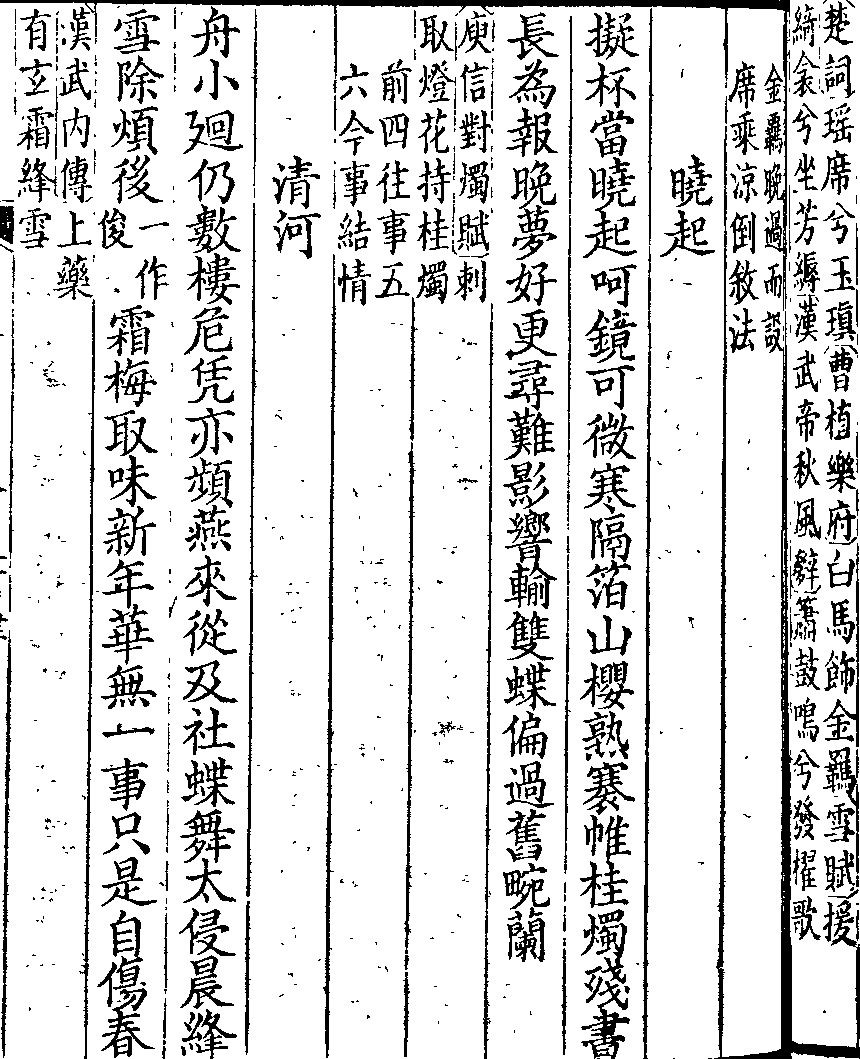 楚詞瑶席兮玉瑱曹植樂府白馬飾金羈雪賦援
綺衾兮坐芳縟漢武帝秋風辭簫鼓鳴兮發櫂歌
金羈晚過而設
席乘涼倒敘法
曉起
擬杯當曉起呵鏡可微寒隔箔山櫻熟褰帷桂燭殘書
長為報晚夢好更尋難影響輸雙蝶偏過舊畹蘭
庾信對燭賦刺
取燈花持桂燭
前四往事五
六今事結情
清河
舟小廻仍數樓危凭亦頻燕來從及社蝶舞太侵晨絳
雪除煩後一作俊霜梅取味新年華無一事只是自傷春
漢武内傳上藥
有玄霜絳雪